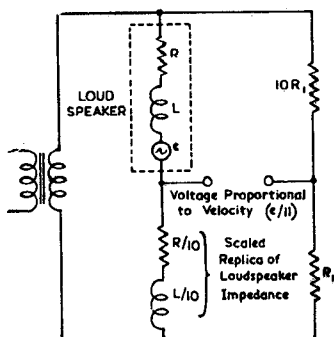 R
10R₁
LOUD
SPEAKER
L
e
Voltage Proportional
to Velocity (e/11)
R/10
L/10
Scaled
Replica of
Loudspeaker
Impedance
R₁